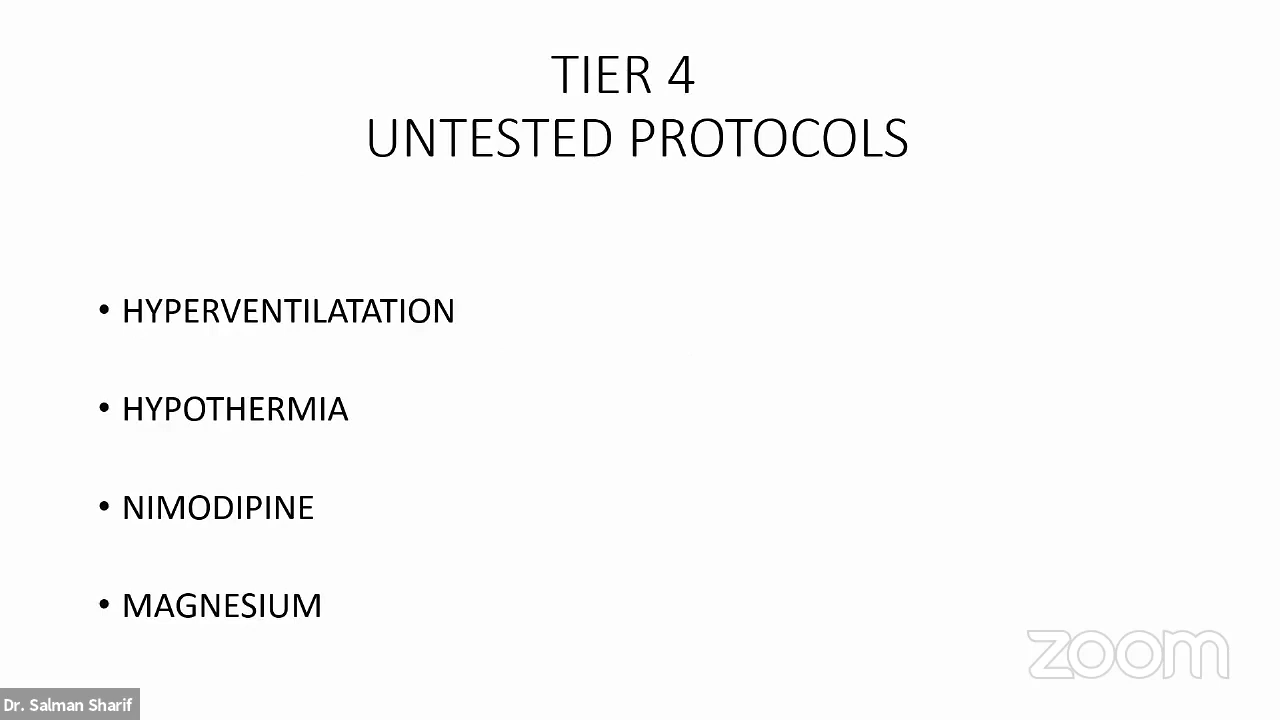 TIER 4
UNTESTED PROTOCOLS
• HYPERVENTILATATION
• HYPOTHERMIA
• NIMODIPINE
• MAGNESIUM
zoom
Dr. Salman Sharif